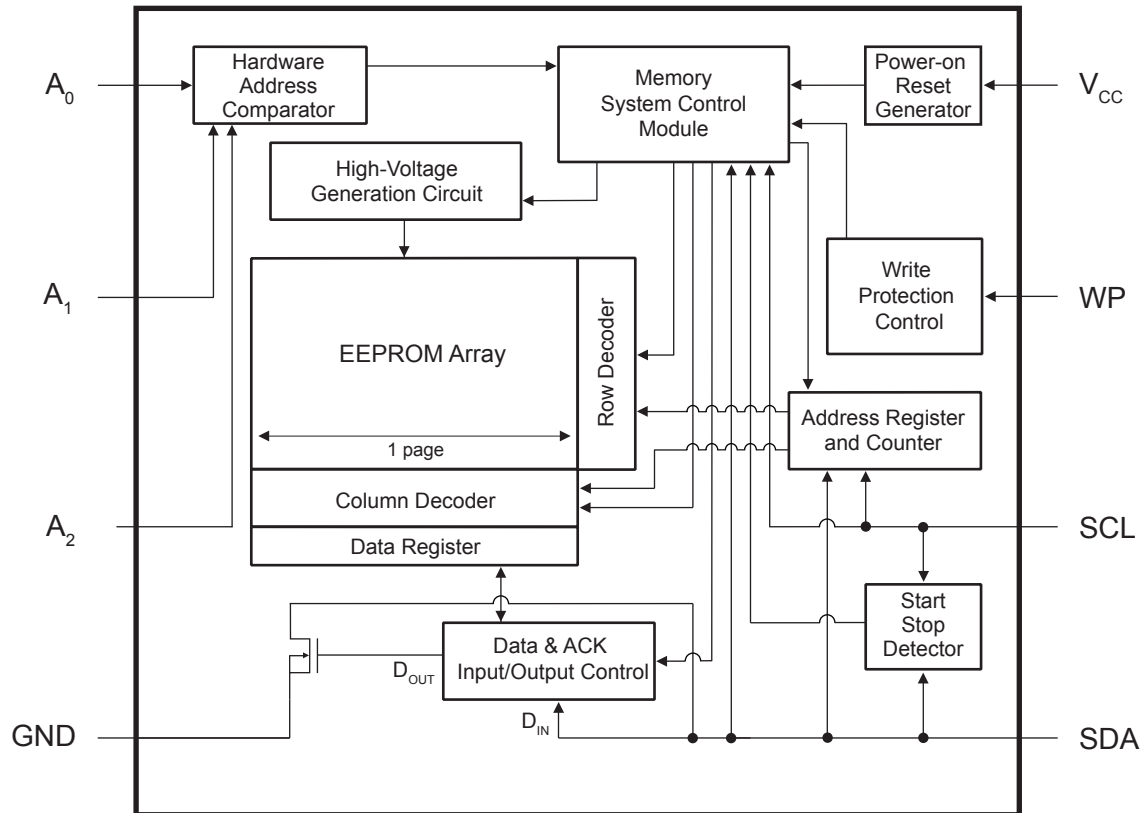 A0
Hardware
Address
Comparator
Memory
System Control
Module
Power-on
Reset
Generator
VCC
High-Voltage
Generation Circuit
A1
Write
Protection
Control
WP
EEPROM Array
Row Decoder
1 page
Address Register
and Counter
Column Decoder
A2
SCL
Data Register
Start
Stop
Detector
Data & ACK
Input/Output Control
DOUT
DIN
GND
SDA